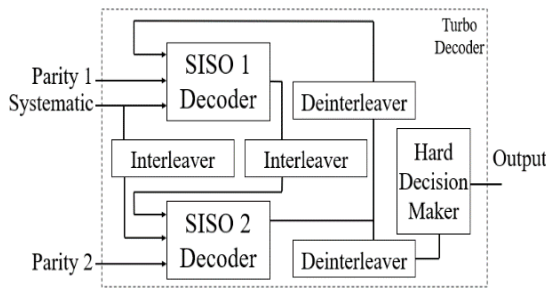 Turbo
Decoder
SISO 1
Decoder
Parity 1
Systematic
Deinterleaver
Interleaver
Interleaver
Hard
Decision
Maker
Output
SISO 2
Decoder
Parity 2
Deinterleaver